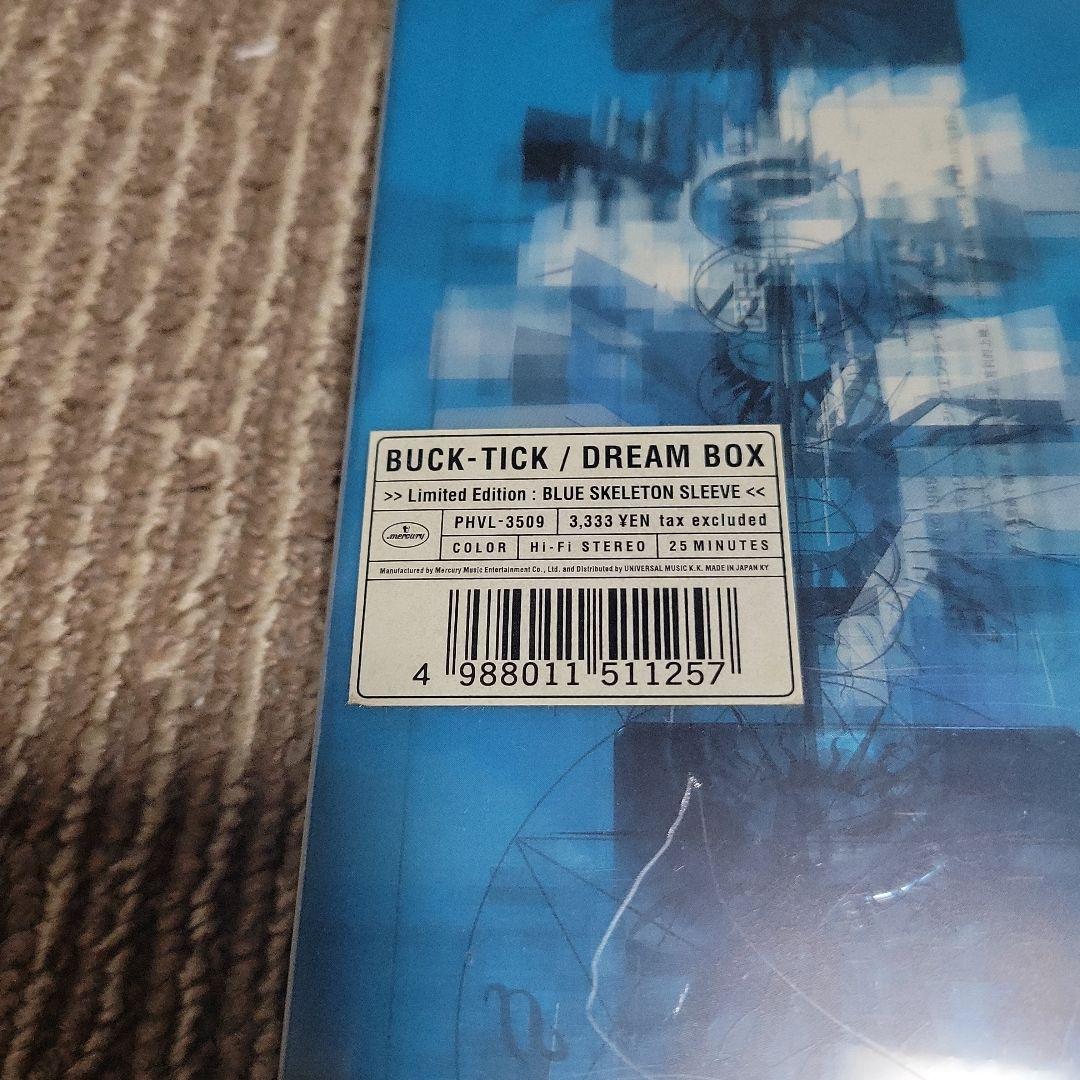 BUCK-TICK / DREAM BOX
>> Limited Edition : BLUE SKELETON SLEEVE <<
mercury
PHVL-3509
3,333 ¥EN tax excluded
COLOR
Hi-Fi STEREO
25 MINUTES
Manufactured by Mercury Music Entertainment Co., Ltd. and Distributed by UNIVERSAL MUSIC K.K. MADE IN JAPAN KY
4 988011 511257